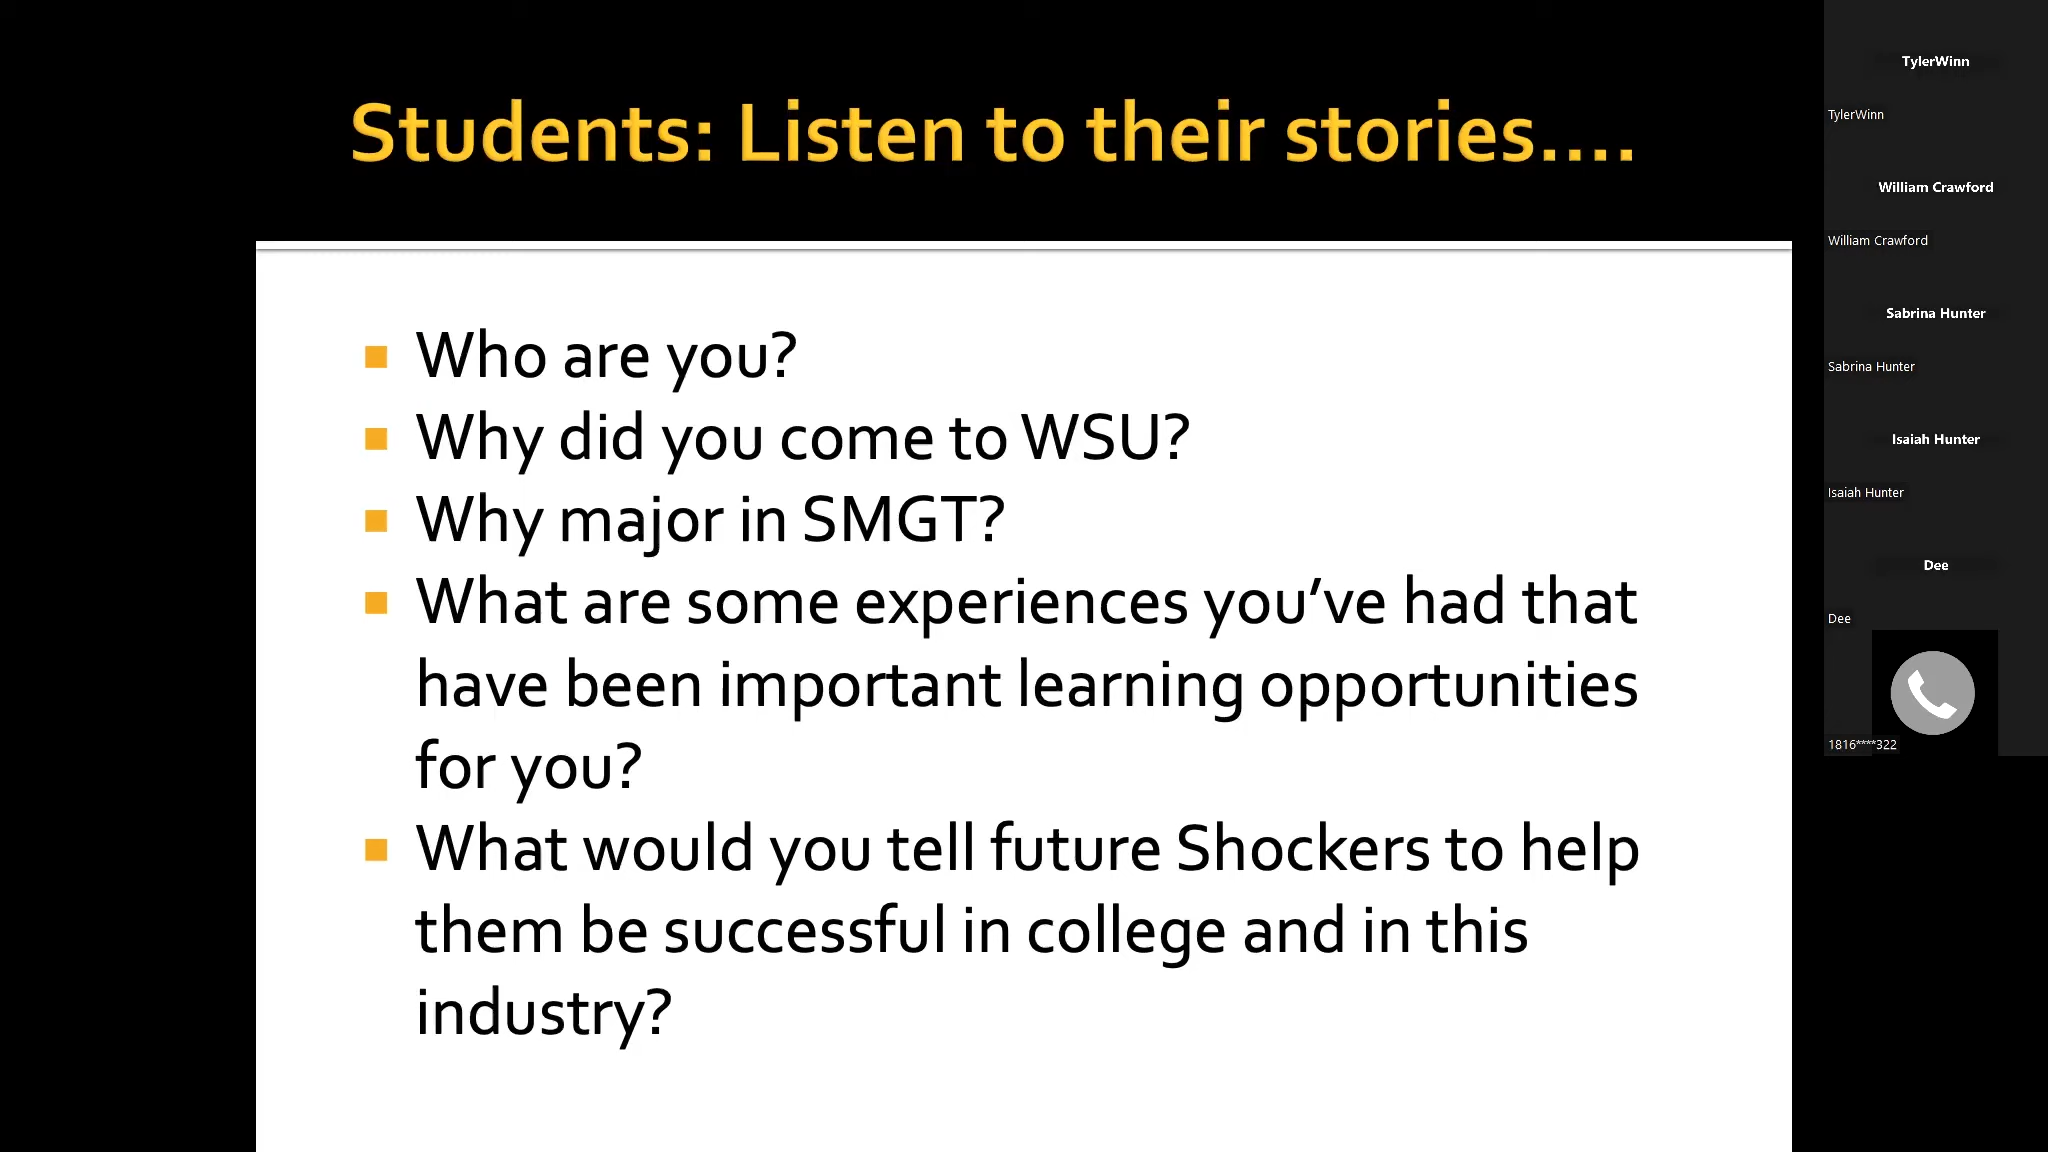 Students: Listen to their stories....
Who are you?
Why did you come to WSU?
Why major in SMGT?
What are some experiences you’ve had that
have been important learning opportunities
for you?
What would you tell future Shockers to help
them be successful in college and in this
industry?
TylerWinn
TylerWinn
William Crawford
William Crawford
Sabrina Hunter
Sabrina Hunter
Isaiah Hunter
Isaiah Hunter
Dee
Dee
1816****322